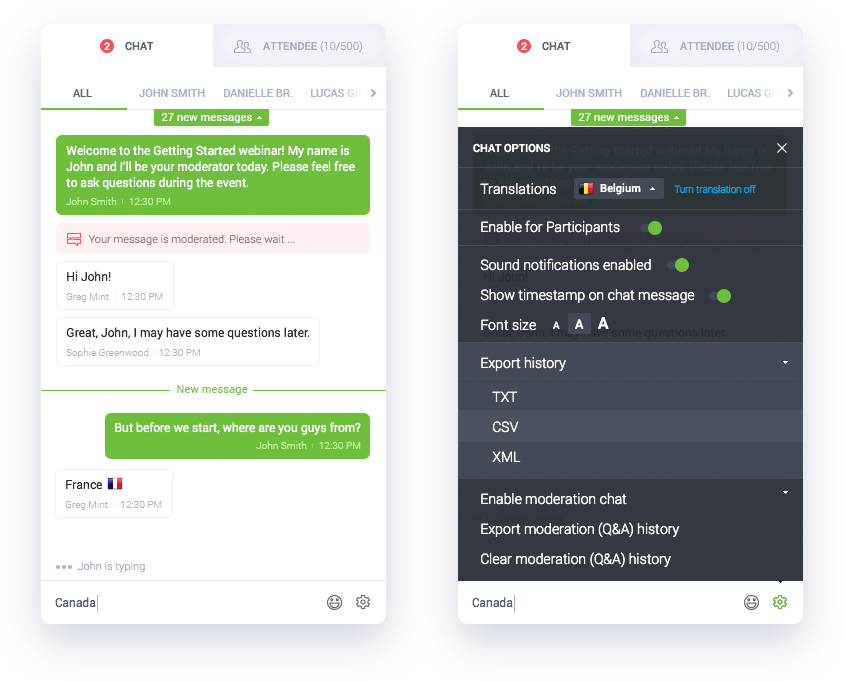 2 CHAT
ATTENDEE (10/500)
ALL JOHN SMITH DANIELLE BR. LUCAS
27 new messages
Welcome to the Getting Started webinar! My name is
John and I'll be your moderator today. Please feel free
to ask questions during the event.
John Smith 12:30 PM
Your message is moderated. Please wait ...
Hi John!
Greg Mint 12:30 PM
Great, John, I may have some questions later.
Sophie Greenwood 12:30 PM
New message
But before we start, where are you guys from?
John Smith 12:30 PM
France
Greg Mint 12:30 PM
John is typing
Canada
2 CHAT
ATTENDEE (10/500)
ALL JOHN SMITH DANIELLE BR. LUCAS
27 new messages
CHAT OPTIONS
Translations Belgium Turn translation off
Enable for Participants
Sound notifications enabled
Show timestamp on chat message
Font size A A A
Export history
TXT
CSV
XML
Enable moderation chat
Export moderation (Q&A) history
Clear moderation (Q&A) history
Canada